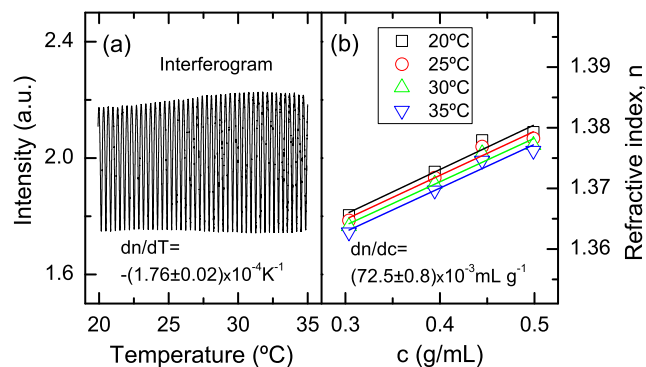 (a)
Interferogram
Intensity (a.u.)
2.4
2.0
1.6
dn/dT=
-(1.76±0.02)x10-4K-1
20
25
30
35
Temperature (ºC)
(b)
20ºC
25ºC
30ºC
35ºC
dn/dc=
(72.5±0.8)x10-3mL g-1
0.3
0.4
0.5
c (g/mL)
1.39
1.38
1.37
1.36
Refractive index, n